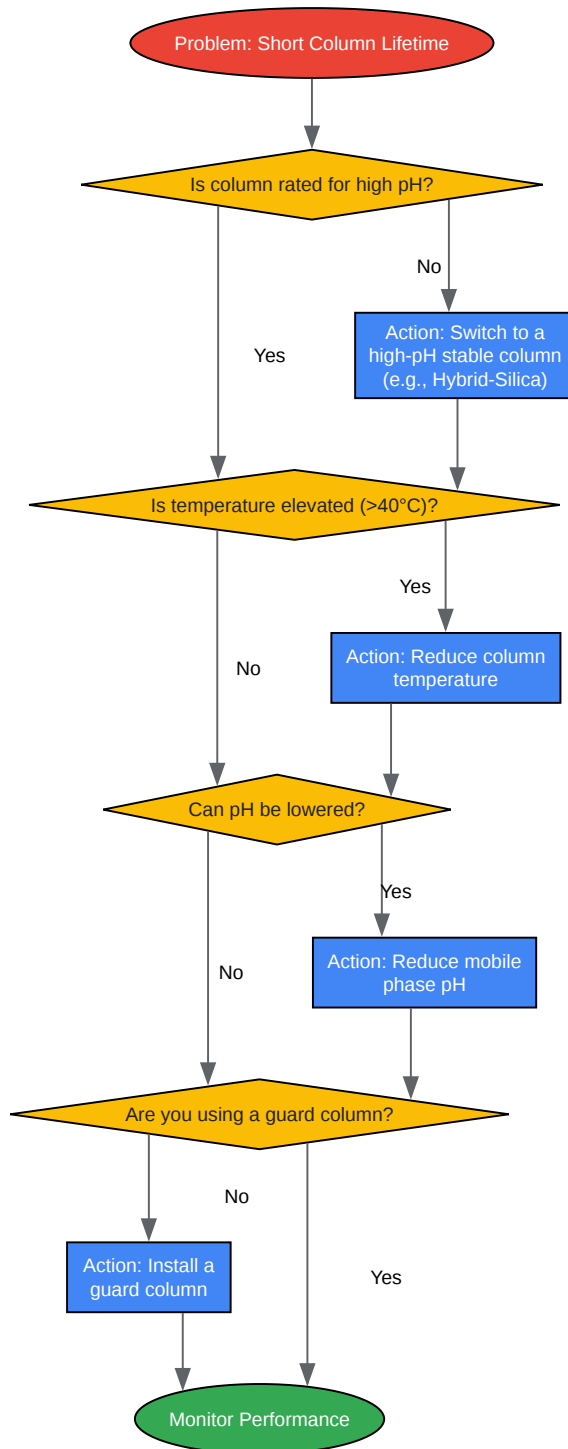 Problem: Short Column Lifetime
Is column rated for high pH?
No
Action: Switch to a
high-pH stable column
(e.g., Hybrid-Silica)
Yes
Is temperature elevated (>40°C)?
Yes
Action: Reduce column
temperature
No
Can pH be lowered?
Yes
Action: Reduce mobile
phase pH
No
Are you using a guard column?
No
Action: Install a
guard column
Yes
Monitor Performance